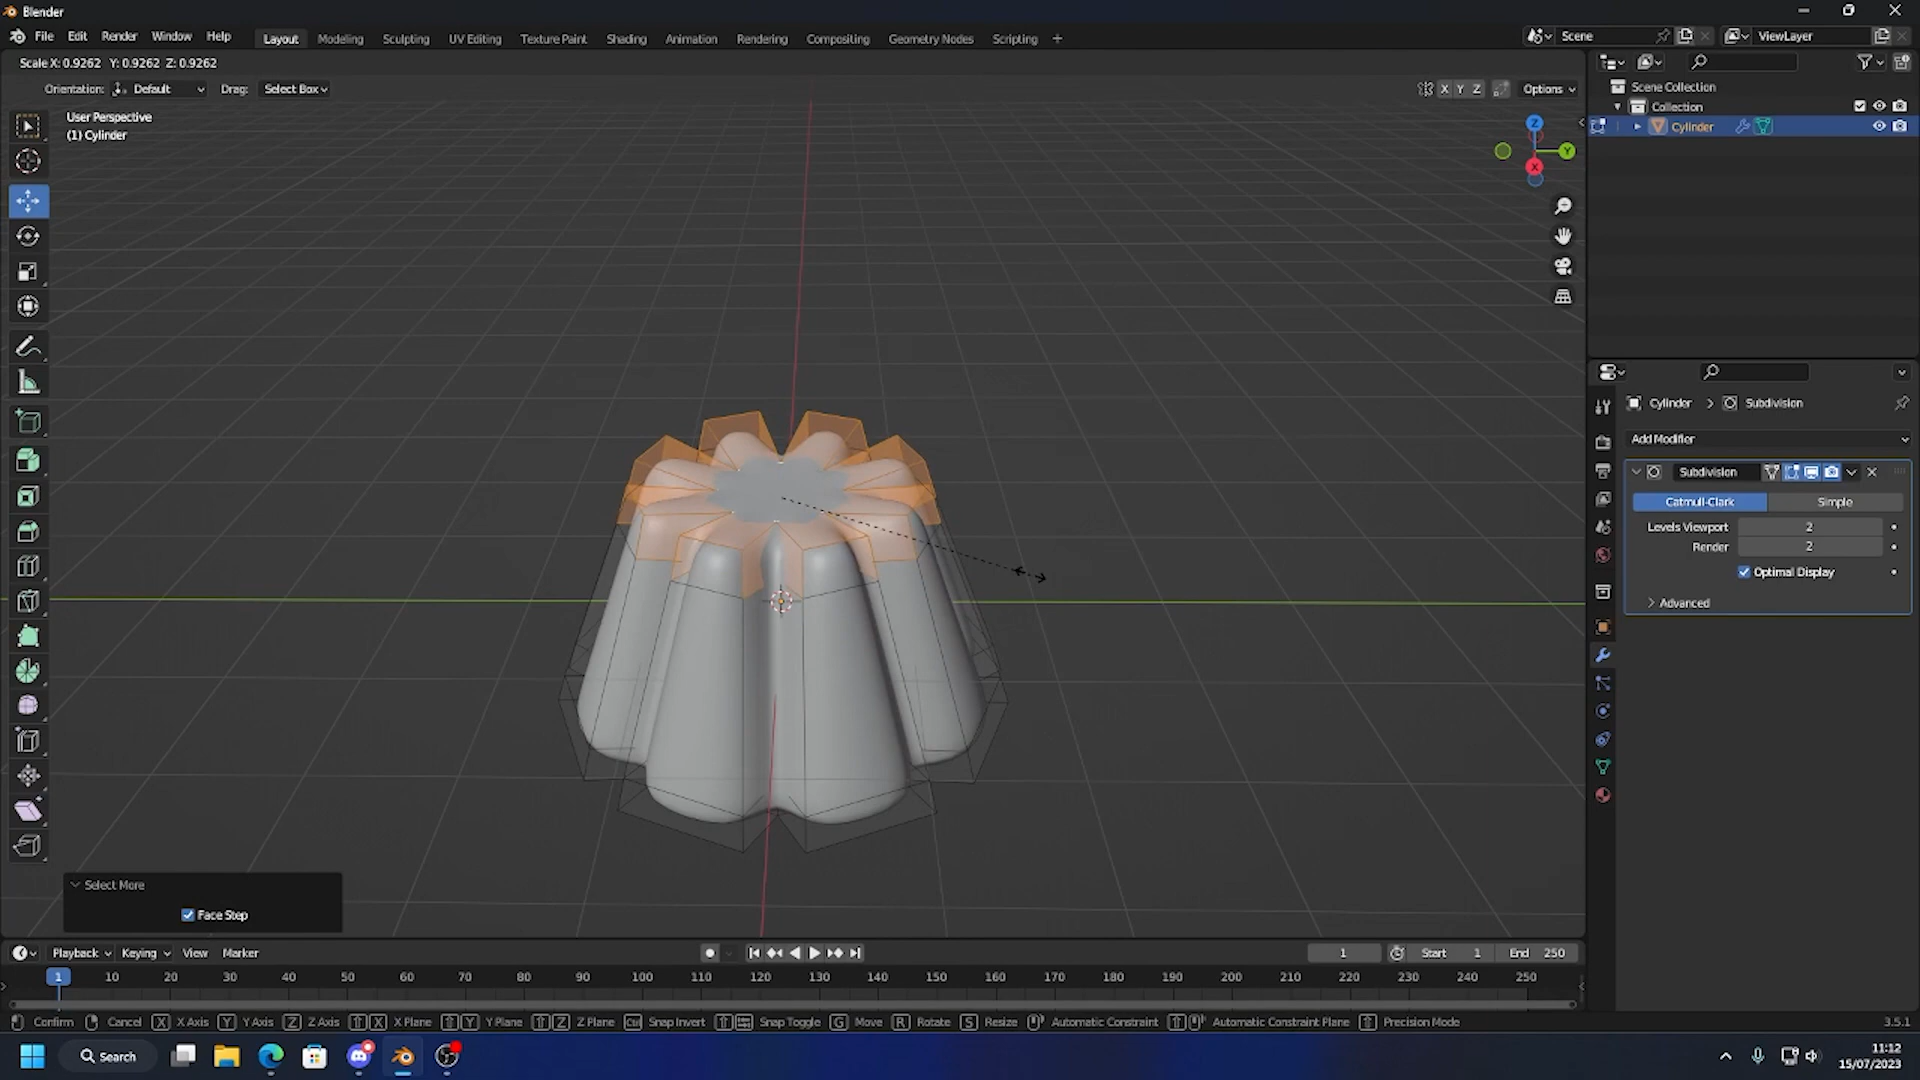 Blender
File Edit Render Window Help
Layout Modeling Sculpting UV Editing Texture Paint Shading Animation Rendering Compositing Geometry Nodes Scripting +
Scene
ViewLayer
Scale X: 0.9262 Y: 0.9262 Z: 0.9262
Orientation: Default Drag: Select Box
X Y Z Options
User Perspective
(1) Cylinder
Z
Y
X
Scene Collection
Collection
Cylinder
Cylinder > Subdivision
Add Modifier
Subdivision
Catmull-Clark Simple
Levels Viewport 2
Render 2
Optimal Display
Advanced
Select More
Face Step
Playback Keying View Marker
1 Start 1 End 250
1 10 20 30 40 50 60 70 80 90 100 110 120 130 140 150 160 170 180 190 200 210 220 230 240 250
Confirm Cancel X X Axis Y Y Axis Z Z Axis X X Plane Y Y Plane Z Z Plane Ctrl Snap Invert Snap Toggle G Move R Rotate S Resize Automatic Constraint Automatic Constraint Plane Precision Mode 3.5.1
Search
11:12
15/07/2023